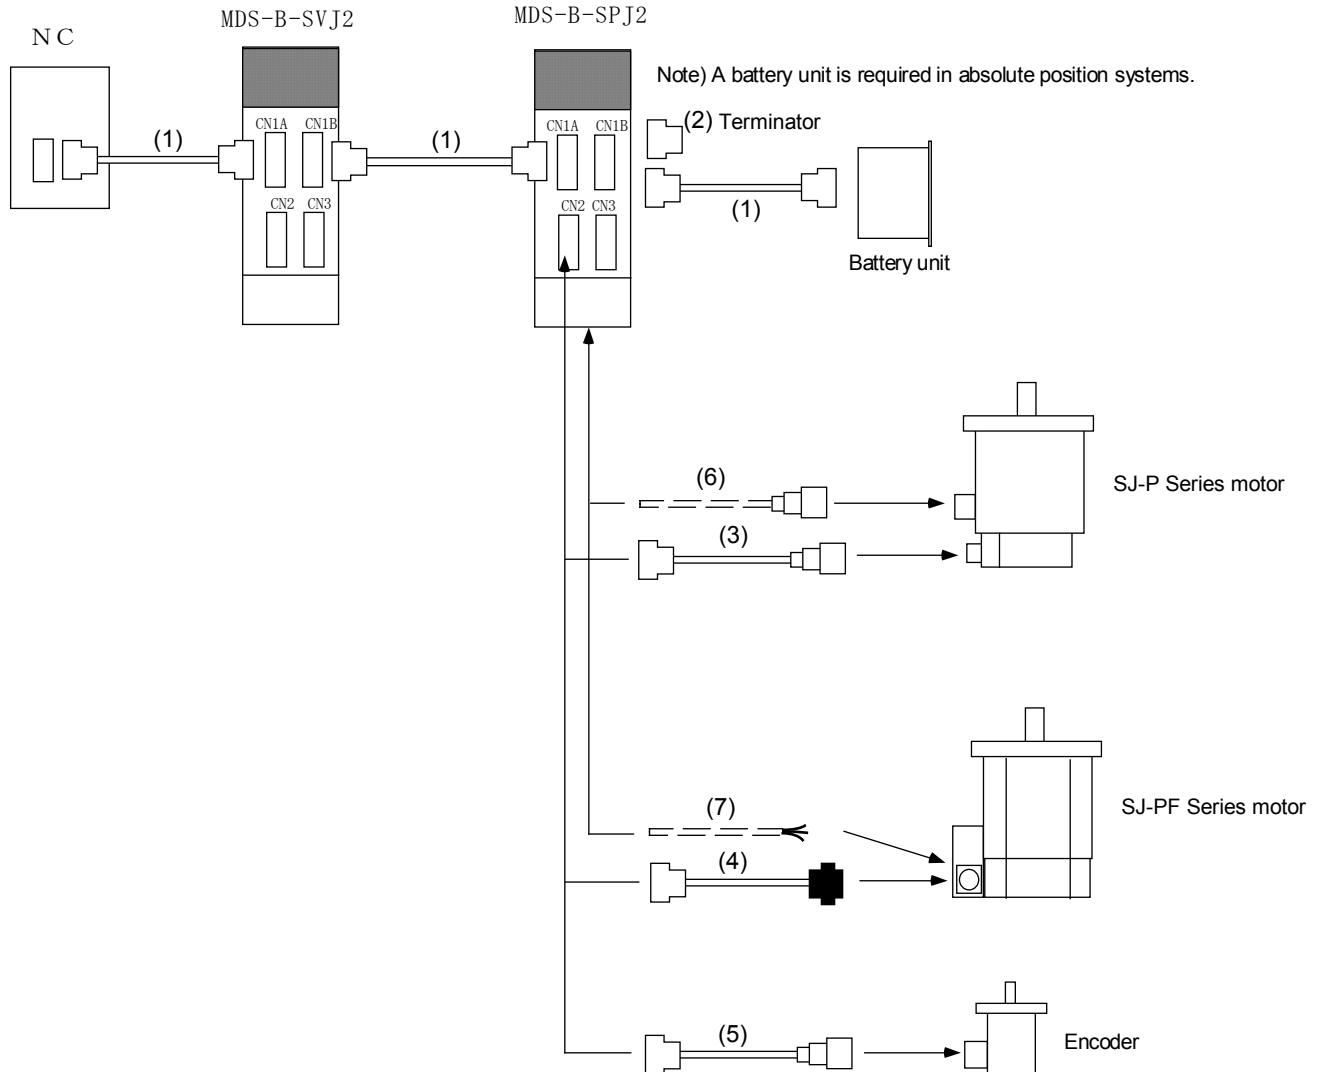 NC
MDS-B-SVJ2
MDS-B-SPJ2
Note) A battery unit is required in absolute position systems.
(1)
CN1A CN1B
CN2 CN3
(1)
CN1A CN1B
CN2 CN3
(2) Terminator
(1)
Battery unit
(6)
SJ-P Series motor
(3)
(7)
SJ-PF Series motor
(4)
(5)
Encoder